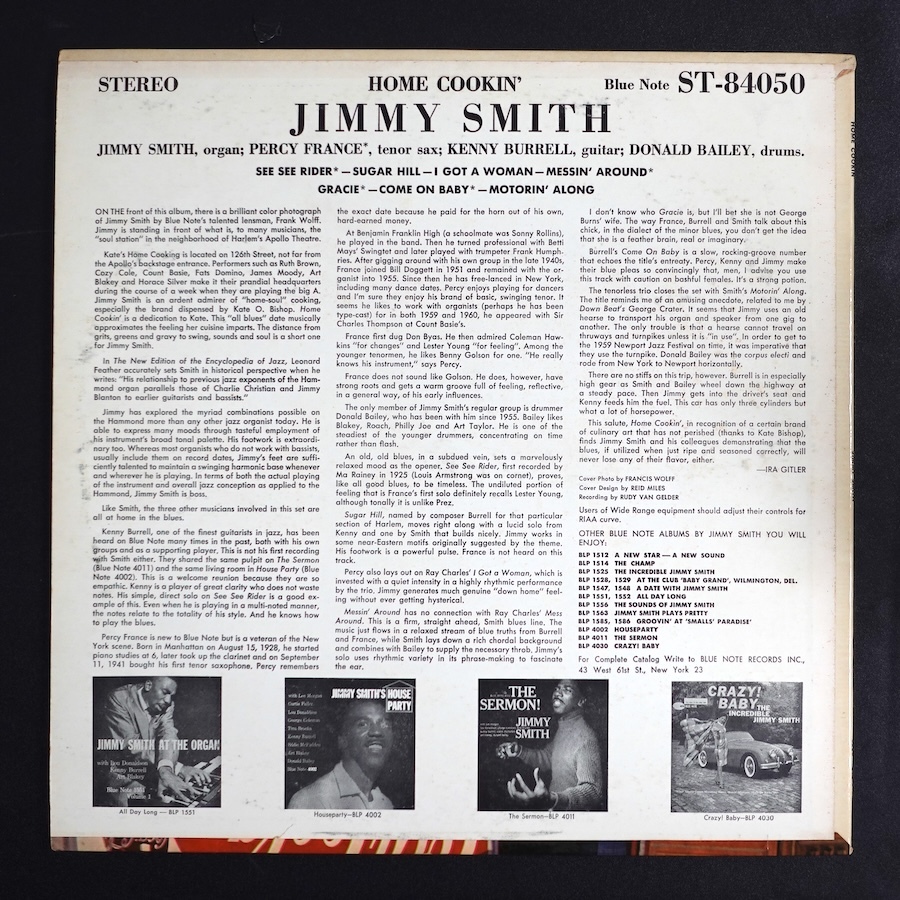 STEREO
HOME COOKIN'
Blue Note ST-84050
JIMMY SMITH
JIMMY SMITH, organ; PERCY FRANCE*, tenor sax; KENNY BURRELL, guitar; DONALD BAILEY, drums.
SEE SEE RIDER*—SUGAR HILL—I GOT A WOMAN—MESSIN' AROUND*
GRACIE*—COME ON BABY*—MOTORIN' ALONG
ON THE front of this album, there is a brilliant color photograph
of Jimmy Smith by Blue Note's talented lensman, Frank Wolff.
Jimmy is standing in front of what is, to many musicians, the
"soul station" in the neighborhood of Harlem's Apollo Theatre.
Kate's Home Cooking is located on 126th Street, not far from
the Apollo's backstage entrance. Performers such as Ruth Brown,
Cozy Cole, Count Basie, Fats Domino, James Moody, Art
Blakey and Horace Silver make it their prandial headquarters
during the course of a week when they are playing the big A.
Jimmy Smith is an ardent admirer of "home-soul" cooking,
especially the brand dispensed by Kate O. Bishop. Home
Cookin' is a dedication to Kate. This "all blues" date musically
approximates the feeling her cuisine imparts. The distance from
grits, greens and gravy to swing, sounds and soul is a short one
for Jimmy Smith.
In The New Edition of the Encyclopedia of Jazz, Leonard
Feather accurately sets Smith in historical perspective when he
writes: "His relationship to previous jazz exponents of the Ham-
mond organ parallels those of Charlie Christian and Jimmy
Blanton to earlier guitarists and bassists."
Jimmy has explored the myriad combinations possible on
the Hammond more than any other jazz organist today. He is
able to express many moods through tasteful employment of
his instrument's broad tonal palette. His footwork is extraordi-
nary too. Whereas most organists who do not work with bassists,
usually include them on record dates, Jimmy's feet are suffi-
ciently talented to maintain a swinging harmonic base whenever
and wherever he is playing. In terms of both the actual playing
of the instrument and overall jazz conception as applied to the
Hammond, Jimmy Smith is boss.
Like Smith, the three other musicians involved in this set are
all at home in the blues.
Kenny Burrell, one of the finest guitarists in jazz, has been
heard on Blue Note many times in the past, both with his own
groups and as a supporting player. This is not his first recording
with Smith either. They shared the same pulpit on The Sermon
(Blue Note 4011) and the same living room in House Party (Blue
Note 4002). This is a welcome reunion because they are so
empathic. Kenny is a player of great clarity who does not waste
notes. His simple, direct solo on See See Rider is a good ex-
ample of this. Even when he is playing in a multi-noted manner,
the notes relate to the totality of his style. And he knows how
to play the blues.
Percy France is new to Blue Note but is a veteran of the New
York scene. Born in Manhattan on August 15, 1928, he started
piano studies at 6, later took up the clarinet and on September
11, 1941 bought his first tenor saxophone. Percy remembers
the exact date because he paid for the horn out of his own,
hard-earned money.
At Benjamin Franklin High (a schoolmate was Sonny Rollins),
he played in the band. Then he turned professional with Betti
Mays' Swingtet and later played with trumpeter Frank Humph-
ries. After gigging around with his own group in the late 1940s,
France joined Bill Doggett in 1951 and remained with the or-
ganist into 1955. Since then he has free-lanced in New York,
including many dance dates. Percy enjoys playing for dancers
and I'm sure they enjoy his brand of basic, swinging tenor. It
seems he likes to work with organists (perhaps he has been
type-cast) for in both 1959 and 1960, he appeared with Sir
Charles Thompson at Count Basie's.
France first dug Don Byas. He then admired Coleman Haw-
kins "for changes" and Lester Young "for feeling". Among the
younger tenormen, he likes Benny Golson for one. "He really
knows his instrument," says Percy.
France does not sound like Golson. He does, however, have
strong roots and gets a warm groove full of feeling, reflective,
in a general way, of his early influences.
The only member of Jimmy Smith's regular group is drummer
Donald Bailey, who has been with him since 1955. Bailey likes
Blakey, Roach, Philly Joe and Art Taylor. He is one of the
steadiest of the younger drummers, concentrating on time
rather than flash.
An old, old blues, in a subdued vein, sets a marvelously
relaxed mood as the opener, See See Rider, first recorded by
Ma Rainey in 1925 (Louis Armstrong was on cornet), proves,
like all good blues, to be timeless. The undiluted portion of
feeling that is France's first solo definitely recalls Lester Young,
although tonally it is unlike Prez.
Sugar Hill, named by composer Burrell for that particular
section of Harlem, moves right along with a lucid solo from
Kenny and one by Smith that builds nicely. Jimmy works in
some near-Eastern motifs originally suggested by the theme.
His footwork is a powerful pulse. France is not heard on this
track.
Percy also lays out on Ray Charles' I Got a Woman, which is
invested with a quiet intensity in a highly rhythmic performance
by the trio. Jimmy generates much genuine "down home" feel-
ing without ever getting hysterical.
Messin' Around has no connection with Ray Charles' Mess
Around. This is a firm, straight ahead, Smith blues line. The
music just flows in a relaxed stream of blue truths from Burrell
and France, while Smith lays down a rich chordal background
and combines with Bailey to supply the necessary throb. Jimmy's
solo uses rhythmic variety in its phrase-making to fascinate
the ear.
I don't know who Gracie is, but I'll bet she is not George
Burns' wife. The way France, Burrell and Smith talk about this
chick, in the dialect of the minor blues, you don't get the idea
that she is a feather brain, real or imaginary.
Burrell's Come On Baby is a slow, rocking-groove number
that echoes the title's entreaty. Percy, Kenny and Jimmy make
their blue pleas so convincingly that, men, I advise you use
this track with caution on bashful females. It's a strong potion.
The tenorless trio closes the set with Smith's Motorin' Along.
The title reminds me of an amusing anecdote, related to me by
Down Beat's George Crater. It seems that Jimmy uses an old
hearse to transport his organ and speaker from one gig to
another. The only trouble is that a hearse cannot travel on
thruways and turnpikes unless it is "in use". In order to get to
the 1959 Newport Jazz Festival on time, it was imperative that
they use the turnpike. Donald Bailey was the corpus electi and
rode from New York to Newport horizontally.
There are no stiffs on this trip, however. Burrell is in especially
high gear as Smith and Bailey wheel down the highway at
a steady pace. Then Jimmy gets into the driver's seat and
Kenny feeds him the fuel. This car has only three cylinders but
what a lot of horsepower.
This salute, Home Cookin', in recognition of a certain brand
of culinary art that has not perished (thanks to Kate Bishop),
finds Jimmy Smith and his colleagues demonstrating that the
blues, if utilized when just ripe and seasoned correctly, will
never lose any of their flavor, either.
—IRA GITLER
Cover Photo by FRANCIS WOLFF
Cover Design by REID MILES
Recording by RUDY VAN GELDER
Users of Wide Range equipment should adjust their controls for
RIAA curve.
OTHER BLUE NOTE ALBUMS BY JIMMY SMITH YOU WILL
ENJOY:
BLP 1512 A NEW STAR—A NEW SOUND
BLP 1514 THE CHAMP
BLP 1525 THE INCREDIBLE JIMMY SMITH
BLP 1528, 1529 AT THE CLUB 'BABY GRAND', WILMINGTON, DEL.
BLP 1547, 1548 A DATE WITH JIMMY SMITH
BLP 1551, 1552 ALL DAY LONG
BLP 1556 THE SOUNDS OF JIMMY SMITH
BLP 1563 JIMMY SMITH PLAYS PRETTY
BLP 1585, 1586 GROOVIN' AT 'SMALLS' PARADISE'
BLP 4002 HOUSEPARTY
BLP 4011 THE SERMON
BLP 4030 CRAZY! BABY
For Complete Catalog Write to BLUE NOTE RECORDS INC.,
43 West 61st St., New York 23
JIMMY SMITH AT THE ORGAN
with Lou Donaldson
Kenny Burrell
Art Blakey
Blue Note 1551
Volume 1
All Day Long — BLP 1551
JIMMY SMITH'S HOUSE
PARTY
with Lee Morgan
Curtis Fuller
Lou Donaldson
George Coleman
Tina Brooks
Kenny Burrell
Eddie McFadden
Art Blakey
Donald Bailey
Blue Note 4002
Houseparty—BLP 4002
THE
SERMON!
JIMMY
SMITH
The Sermon—BLP 4011
CRAZY!
BABY
THE
INCREDIBLE
JIMMY SMITH
Crazy! Baby—BLP 4030
HOME COOKIN'